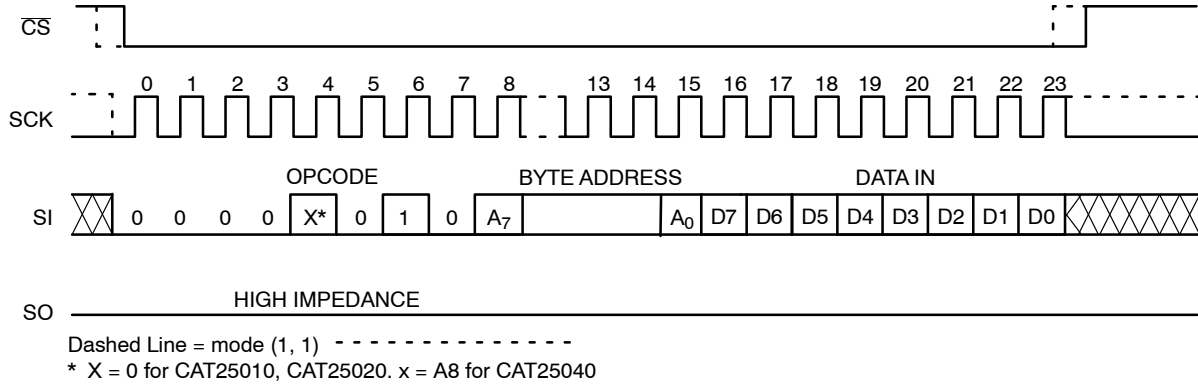 CS
0 1 2 3 4 5 6 7 8 13 14 15 16 17 18 19 20 21 22 23
SCK
OPCODE BYTE ADDRESS DATA IN
SI 0 0 0 0 X* 0 1 0 A7 A0 D7 D6 D5 D4 D3 D2 D1 D0
HIGH IMPEDANCE
SO
Dashed Line = mode (1, 1)
* X = 0 for CAT25010, CAT25020. x = A8 for CAT25040